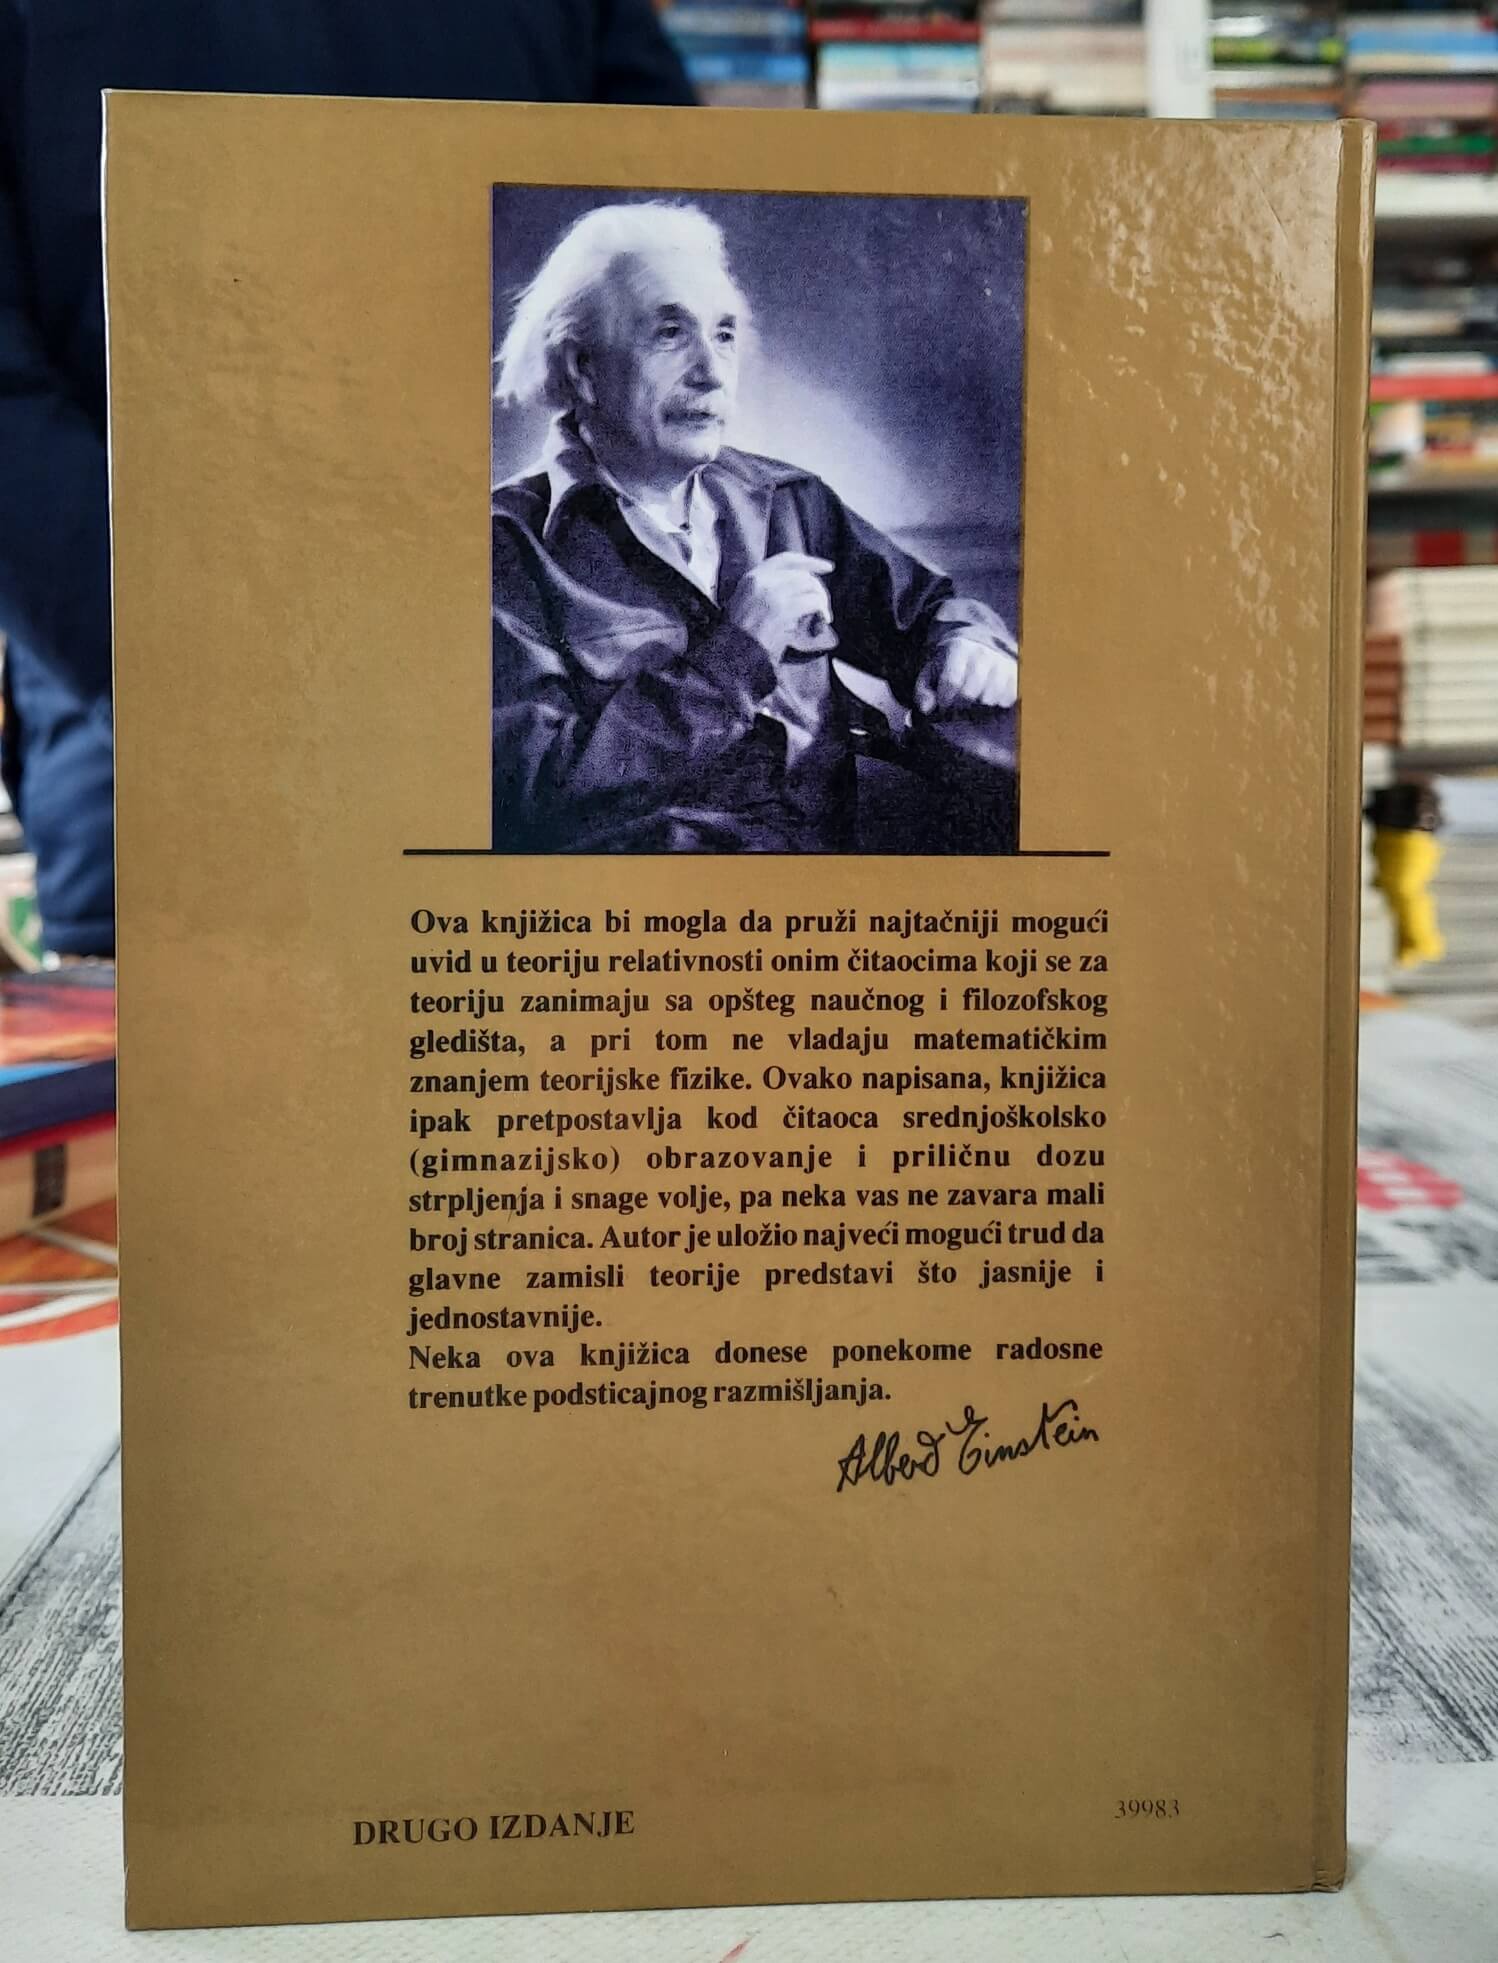 Ova knjižica bi mogla da pruži najtačniji mogući
uvid u teoriju relativnosti onim čitaocima koji se za
teoriju zanimaju sa opšteg naučnog i filozofskog
gledišta, a pri tom ne vladaju matematičkim
znanjem teorijske fizike. Ovako napisana, knjižica
ipak pretpostavlja kod čitaoca srednjoškolsko
(gimnazijsko) obrazovanje i priličnu dozu
strpljenja i snage volje, pa neka vas ne zavara mali
broj stranica. Autor je uložio najveći mogući trud da
glavne zamisli teorije predstavi što jasnije i
jednostavnije.
Neka ova knjižica donese ponekome radosne
trenutke podsticajnog razmišljanja.
Albert Einstein
DRUGO IZDANJE
39983